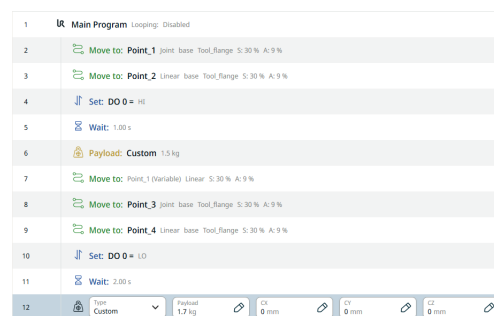 1 UR Main Program Looping: Disabled
2 Move to: Point_1 Joint base Tool_flange S: 30 % A: 9 %
3 Move to: Point_2 Linear base Tool_flange S: 30 % A: 9 %
4 Set: DO 0 = HI
5 Wait: 1.00 s
6 Payload: Custom 1.5 kg
7 Move to: Point_1 (Variable) Linear S: 30 % A: 9 %
8 Move to: Point_3 Joint base Tool_flange S: 30 % A: 9 %
9 Move to: Point_4 Linear base Tool_flange S: 30 % A: 9 %
10 Set: DO 0 = LO
11 Wait: 2.00 s
12 Type Custom Payload 1.7 kg CX 0 mm CY 0 mm CZ 0 mm